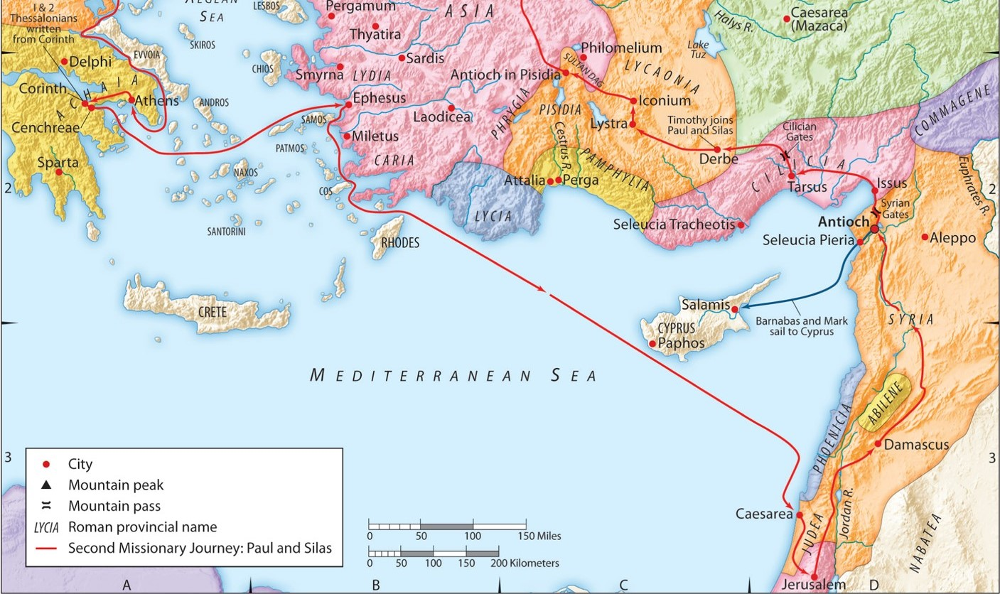 AEGEAN
SEA
I & 2
Thessalonians
written
from Corinth
LESBOS
Pergamum
ASIA
Thyatira
Halys R.
Caesarea
(Mazaca)
SKIROS
Lake
Tuz
Delphi
EVVOIA
CHIOS
Sardis
Philomelium
SULTAN DAG
LYCAONIA
Smyrna
LYDIA
Antioch in Pisidia
Corinth
ACHAIA
Athens
ANDROS
Ephesus
Iconium
COMMAGENE
Cenchreae
SAMOS
Laodicea
PHRYGIA
PISIDIA
Lystra
Timothy joins
Paul and Silas
Cilician
Gates
Miletus
Cestrus R.
PATMOS
Derbe
CILICIA
Sparta
CARIA
PAMPHYLIA
NAXOS
Attalia
Perga
Tarsus
Issus
Euphrates R.
2
COS
2
Syrian
Gates
LYCIA
Antioch
SANTORINI
Seleucia Tracheotis
RHODES
Seleucia Pieria
Aleppo
CRETE
Salamis
SYRIA
Barnabas and Mark
sail to Cyprus
CYPRUS
Paphos
MEDITERRANEAN SEA
ABILENE
PHOENICIA
Damascus
3
3
City
Mountain peak
Mountain pass
LYCIA Roman provincial name
Second Missionary Journey: Paul and Silas
0 50 100 150 Miles
0 50 100 150 200 Kilometers
Caesarea
JUDEA
Jordan R.
NABATEA
Jerusalem
A B C D